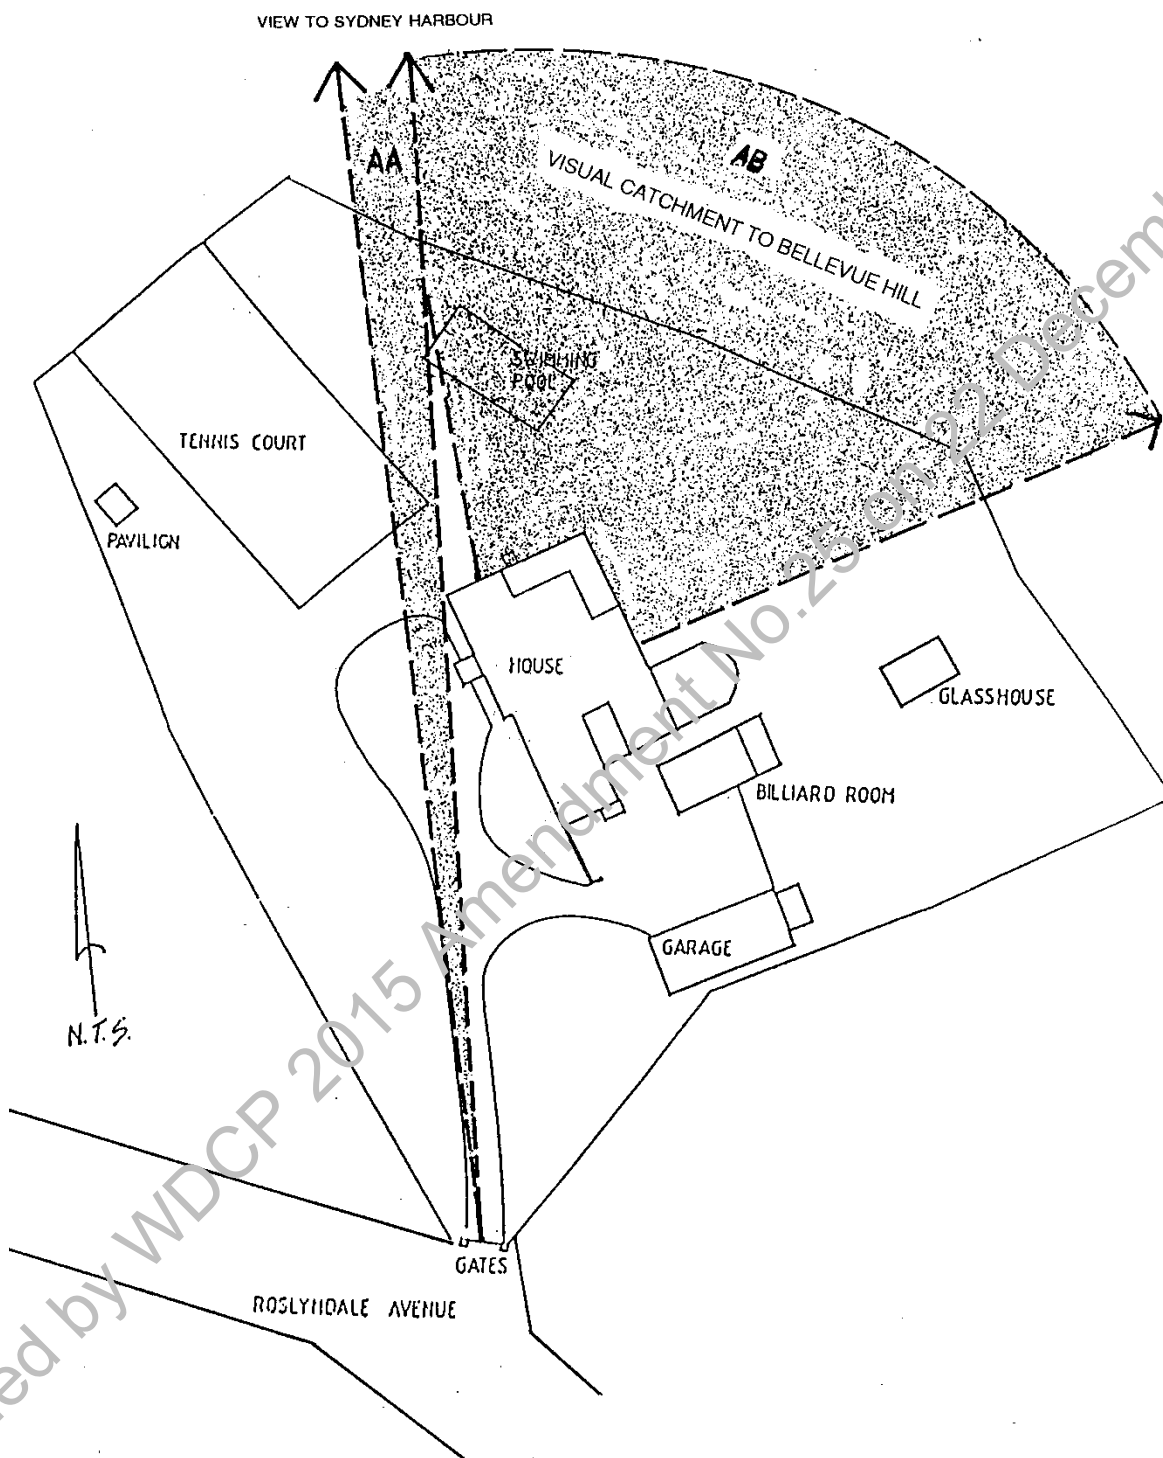 VIEW TO SYDNEY HARBOUR
AA
AB
VISUAL CATCHMENT TO BELLEVUE HILL
SWIMMING
POOL
TENNIS COURT
PAVILION
HOUSE
GLASSHOUSE
BILLIARD ROOM
GARAGE
N.T.S.
GATES
ROSLYNDALE AVENUE
by WDCP 2015 Amendment No.25 on 22